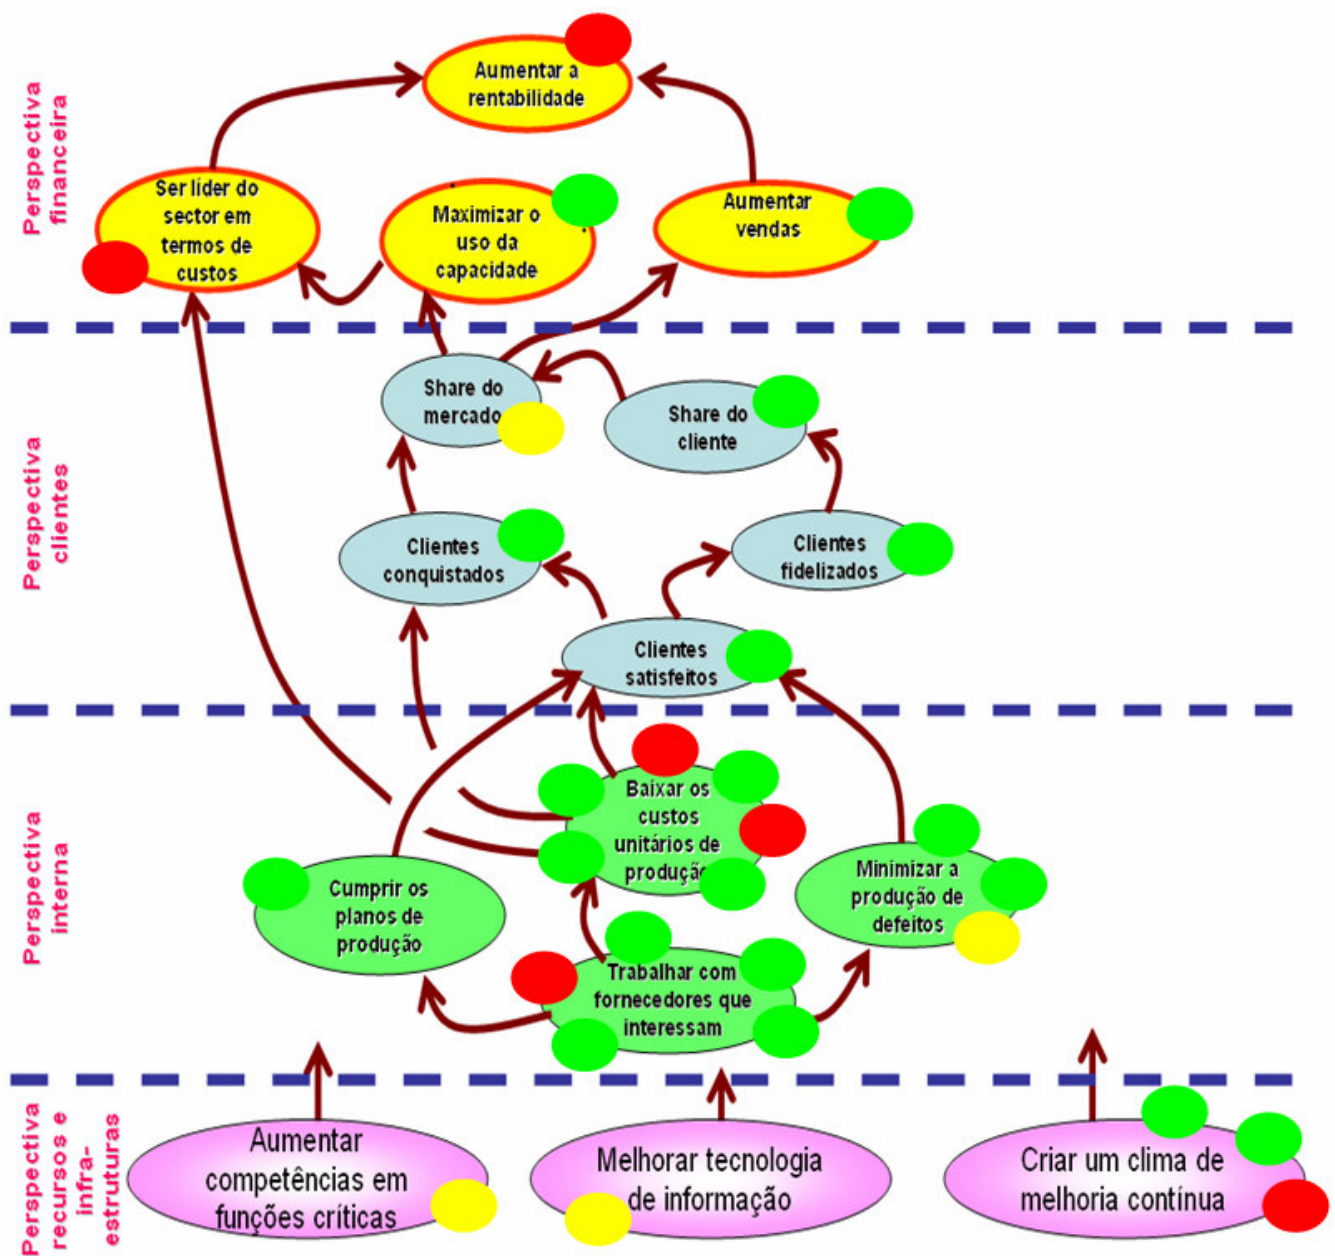 Perspectiva
financeira
Aumentar a
rentabilidade
Ser líder do
sector em
termos de
custos
Maximizar o
uso da
capacidade
Aumentar
vendas
Perspectiva
clientes
Share do
mercado
Share do
cliente
Clientes
conquistados
Clientes
fidelizados
Clientes
satisfeitos
Perspectiva
interna
Baixar os
custos
unitários de
produção
Cumprir os
planos de
produção
Minimizar a
produção de
defeitos
Trabalhar com
fornecedores que
interessam
Perspectiva
recursos e
infra-
estruturas
Aumentar
competências em
funções críticas
Melhorar tecnologia
de informação
Criar um clima de
melhoria contínua